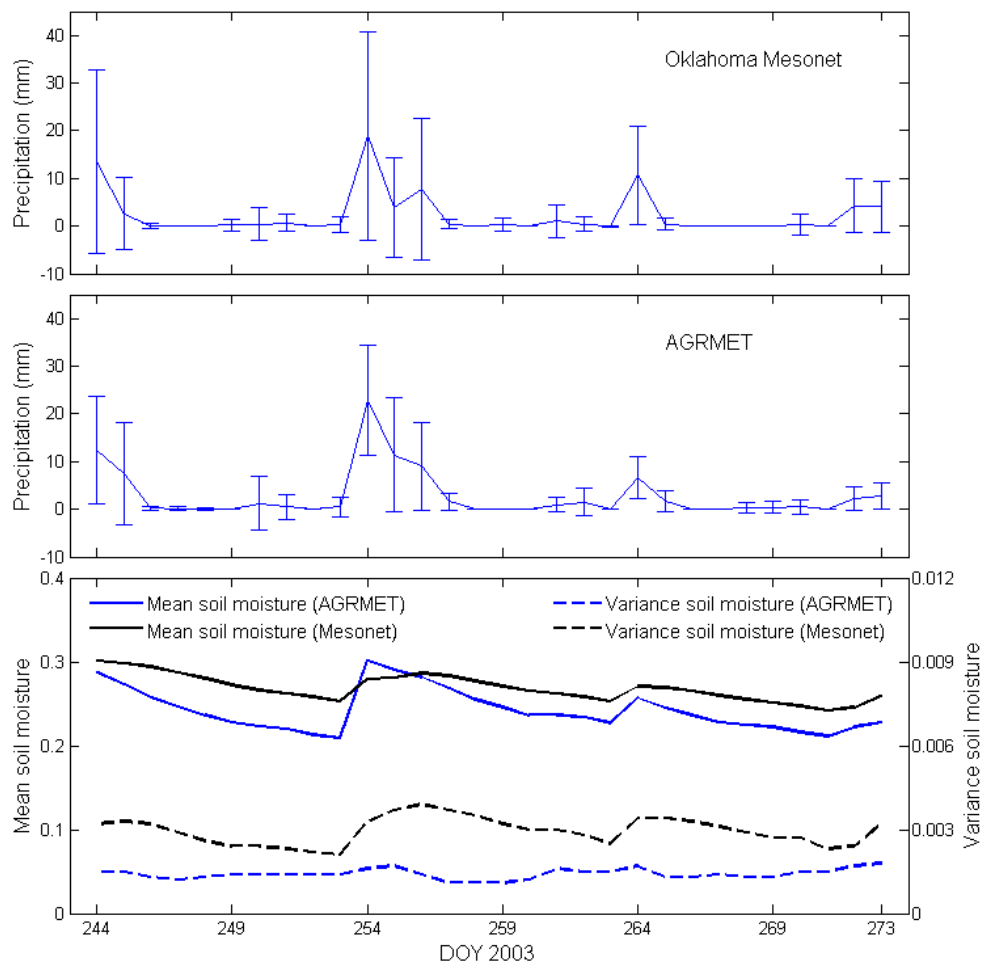 40
30
20
10
0
-10
Precipitation (mm)
Oklahoma Mesonet
40
30
20
10
0
-10
Precipitation (mm)
AGRMET
0.4
0.3
0.2
0.1
0
Mean soil moisture
Mean soil moisture (AGRMET)
Mean soil moisture (Mesonet)
Variance soil moisture (AGRMET)
Variance soil moisture (Mesonet)
0.012
0.009
0.006
0.003
0.000
Variance soil moisture
244 249 254 259 264 269 273
DOY 2003